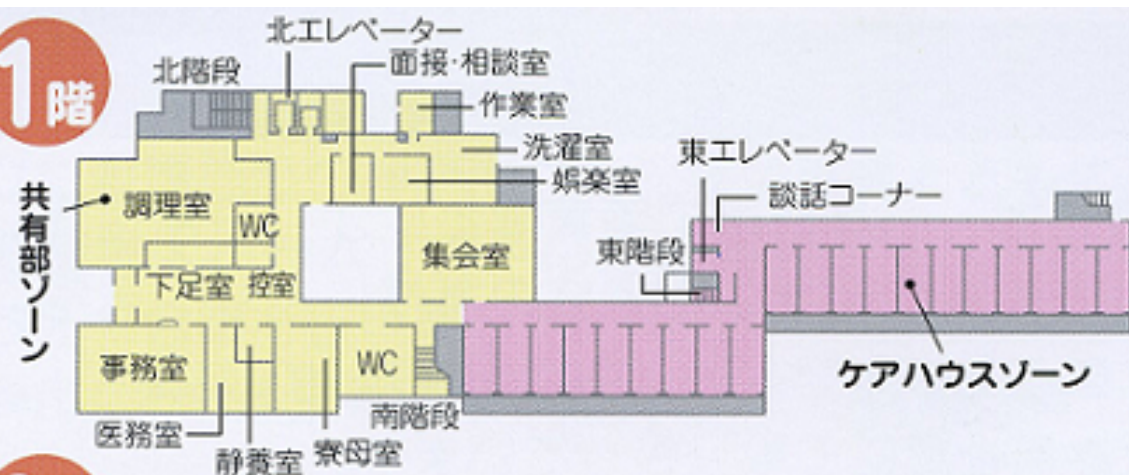 1階
北エレベーター
面接・相談室
北階段
作業室
洗濯室
娯楽室
東エレベーター
談話コーナー
共有部ゾーン
調理室
WC
集会室
東階段
下足室
控室
事務室
WC
ケアハウスゾーン
南階段
医務室
静養室
寮母室